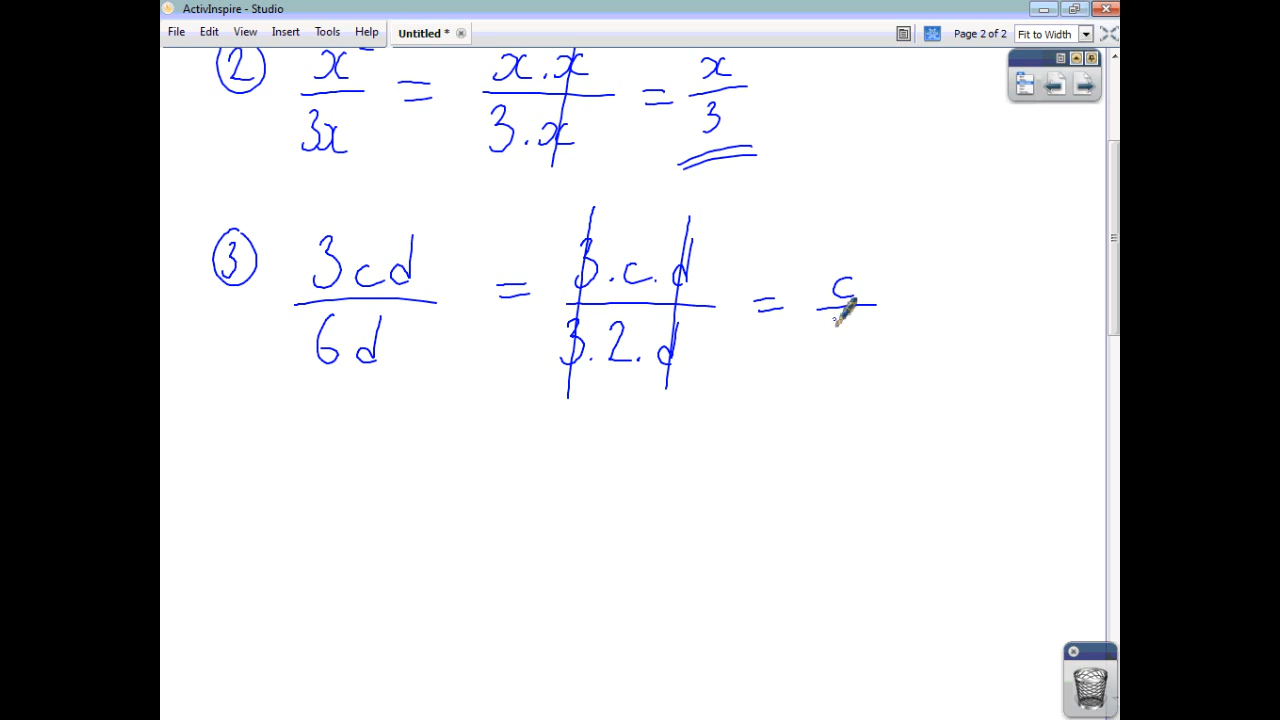 ActivInspire - Studio
File Edit View Insert Tools Help Untitled * Page 2 of 2 Fit to Width
② x²/3x = x.x/3.x = x/3
③ 3cd/6d = 3.c.d/3.2.d = c/